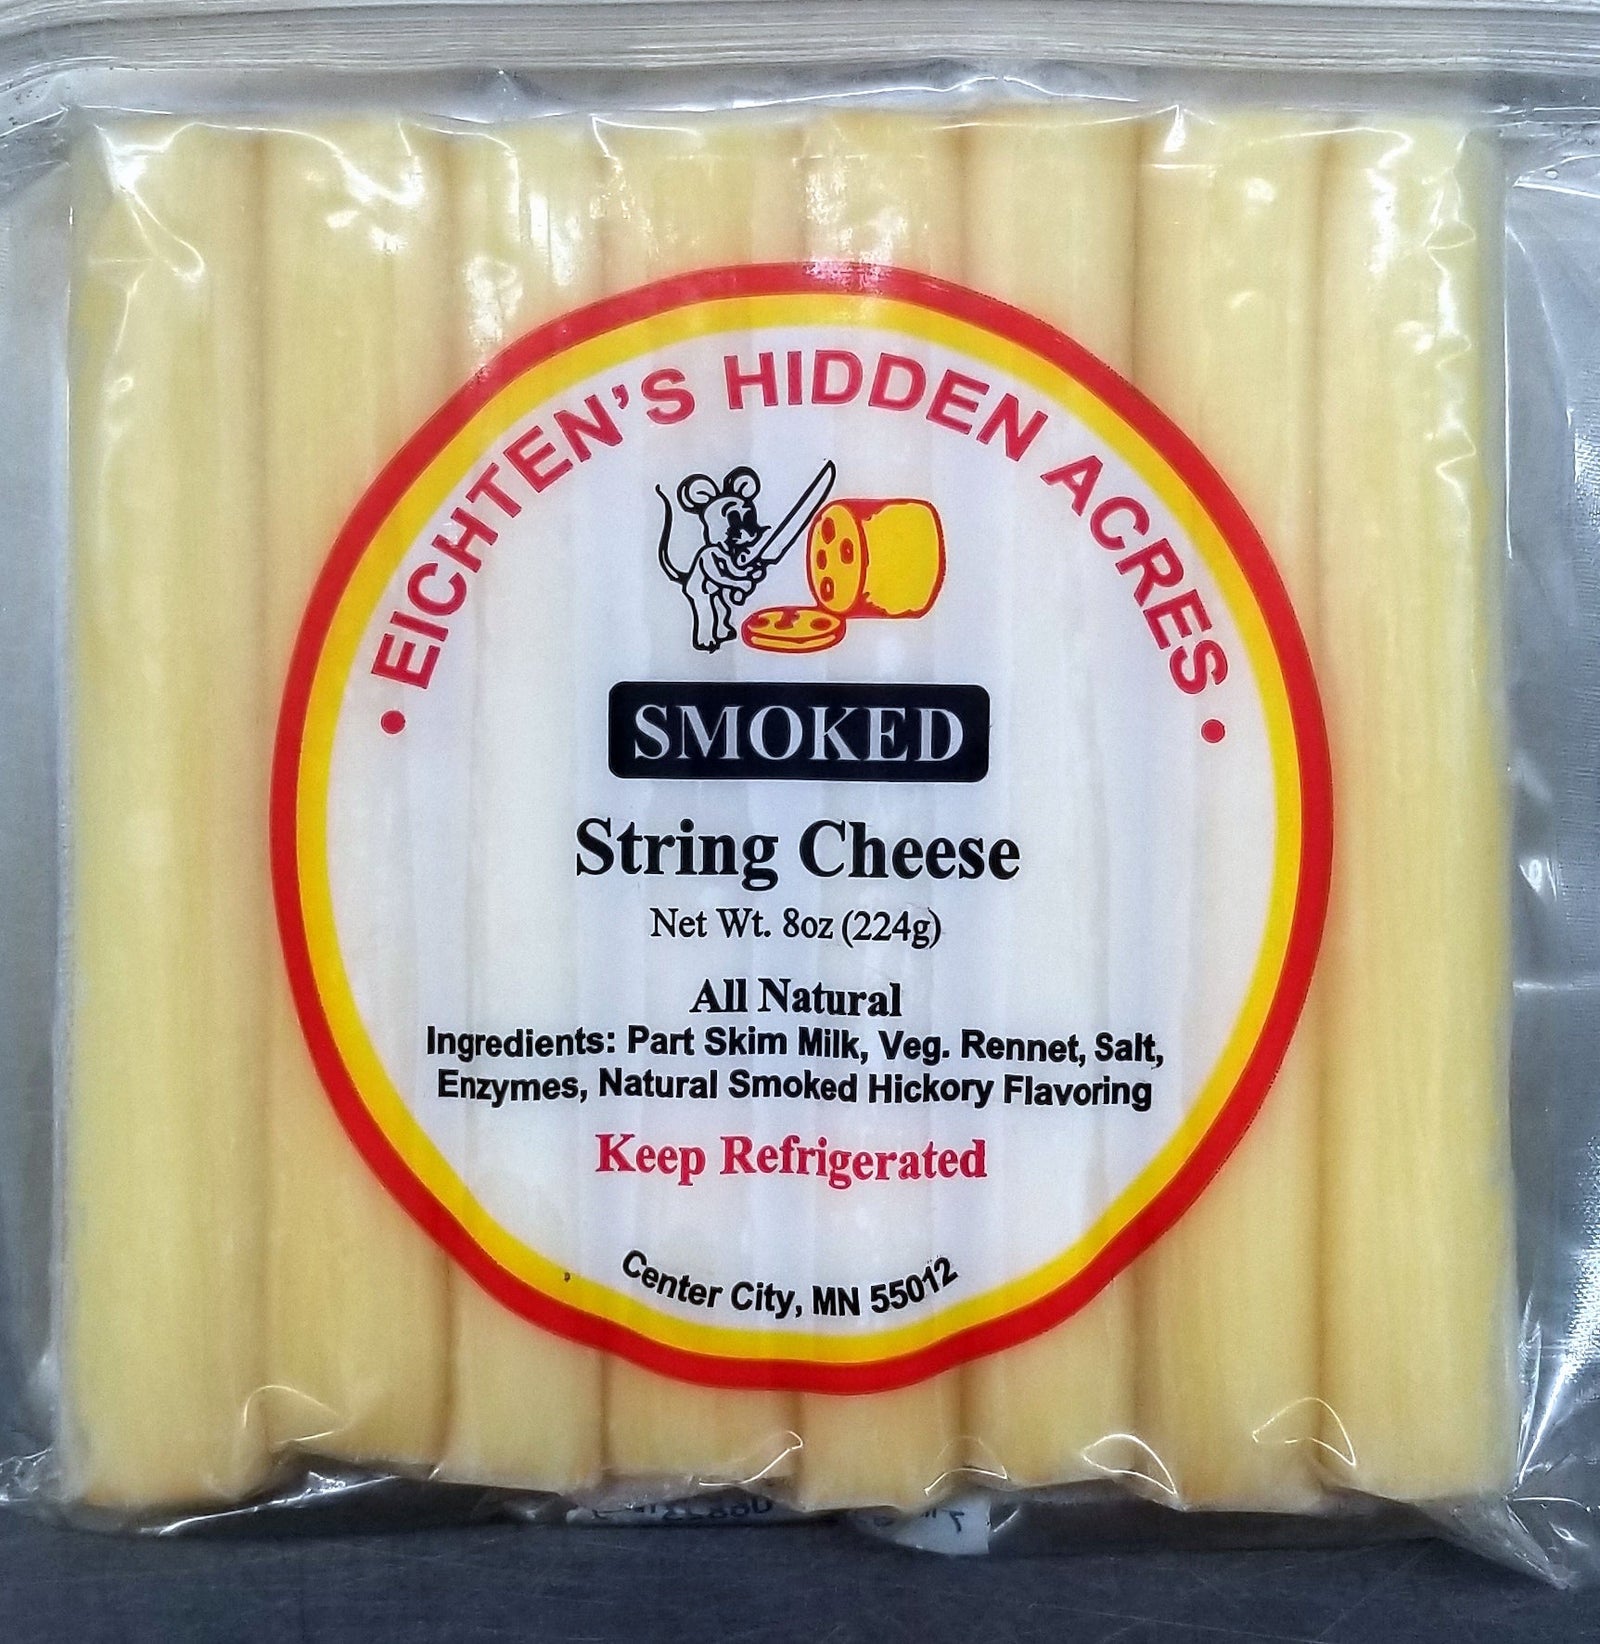 • EICHTEN'S HIDDEN ACRES •
SMOKED
String Cheese
Net Wt. 8oz (224g)
All Natural
Ingredients: Part Skim Milk, Veg. Rennet, Salt,
Enzymes, Natural Smoked Hickory Flavoring
Keep Refrigerated
Center City, MN 55012